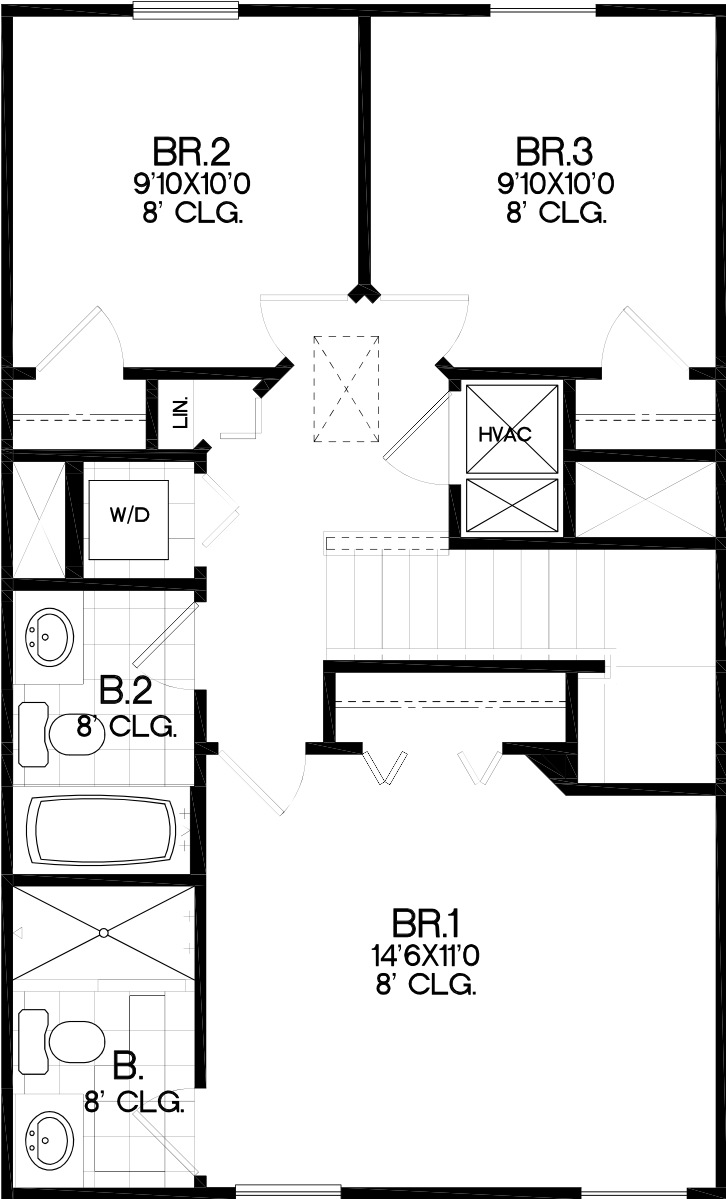 BR.2
9'10X10'0
8' CLG.
BR.3
9'10X10'0
8' CLG.
LIN.
HVAC
W/D
B.2
8' CLG.
BR.1
14'6X11'0
8' CLG.
B.
8' CLG.